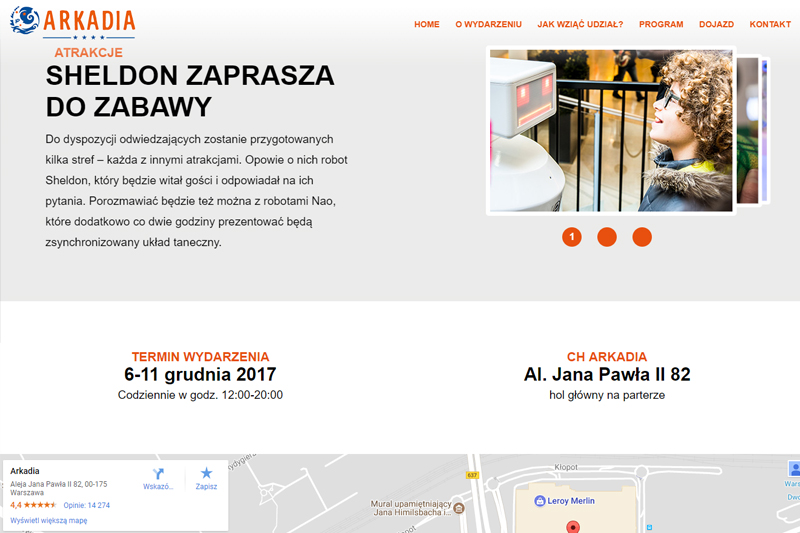 ARKADIA
HOME O WYDARZENIU JAK WZIĄĆ UDZIAŁ? PROGRAM DOJAZD KONTAKT
ATRAKCJE
SHELDON ZAPRASZA
DO ZABAWY
Do dyspozycji odwiedzających zostanie przygotowanych
kilka stref – każda z innymi atrakcjami. Opowie o nich robot
Sheldon, który będzie witał gości i odpowiadał na ich
pytania. Porozmawiać będzie też można z robotami Nao,
które dodatkowo co dwie godziny prezentować będą
zsynchronizowany układ taneczny.
1
TERMIN WYDARZENIA
6-11 grudnia 2017
Codziennie w godz. 12:00-20:00
CH ARKADIA
Al. Jana Pawła II 82
hol główny na parterze
Arkadia
Aleja Jana Pawła II 82, 00-175
Warszawa
4,4 Opinie: 14 274
Wyświetl większą mapę
Wskazó... Zapisz
637
Kłopot
Leroy Merlin
Mural upamiętniający
Jana Himilsbacha i...